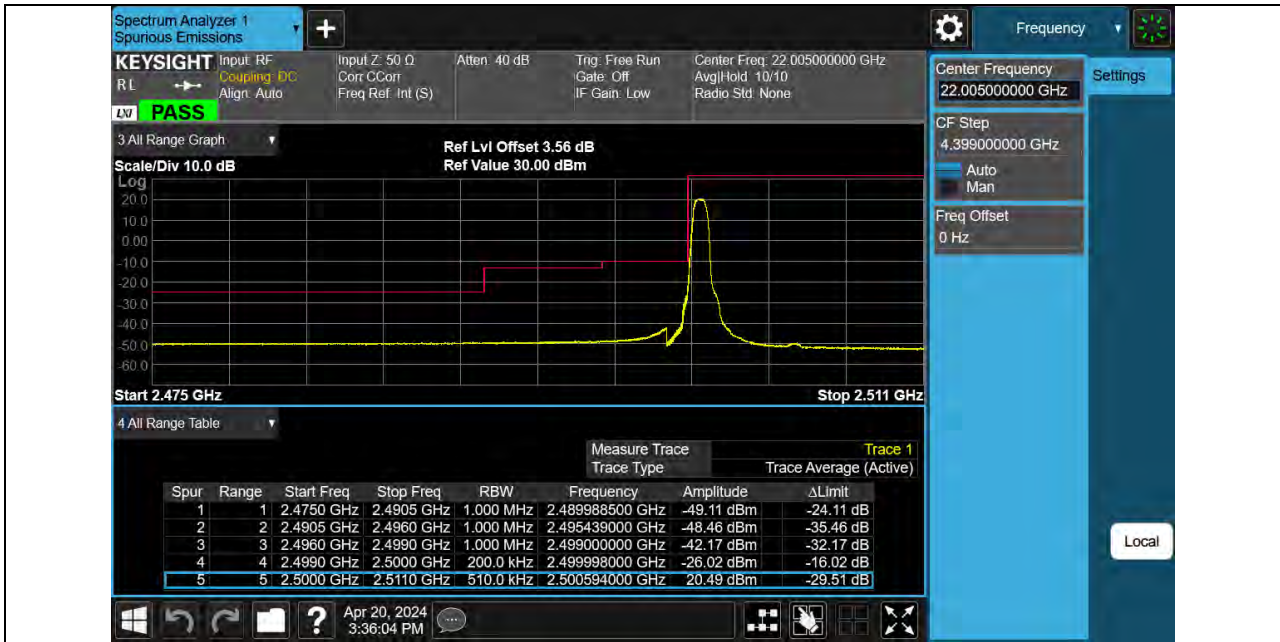 Spectrum Analyzer 1
Spurious Emissions
Frequency
KEYSIGHT
RL
LXI
PASS
Input: RF
Coupling: DC
Align: Auto
Input Z: 50 Ω
Corr CCorr
Freq Ref: Int (S)
Atten: 40 dB
Trig: Free Run
Gate: Off
IF Gain: Low
Center Freq: 22.005000000 GHz
Avg|Hold: 10/10
Radio Std: None
Center Frequency
22.005000000 GHz
Settings
CF Step
4.399000000 GHz
Auto
Man
Freq Offset
0 Hz
Local
3 All Range Graph
Scale/Div 10.0 dB
Ref Lvl Offset 3.56 dB
Ref Value 30.00 dBm
Log
20.0
10.0
0.00
-10.0
-20.0
-30.0
-40.0
-50.0
-60.0
Start 2.475 GHz Stop 2.511 GHz
4 All Range Table
Measure Trace Trace 1
Trace Type Trace Average (Active)
Spur Range Start Freq Stop Freq RBW Frequency Amplitude ΔLimit
1 1 2.4750 GHz 2.4905 GHz 1.000 MHz 2.489988500 GHz -49.11 dBm -24.11 dB
2 2 2.4905 GHz 2.4960 GHz 1.000 MHz 2.495439000 GHz -48.46 dBm -35.46 dB
3 3 2.4960 GHz 2.4990 GHz 1.000 MHz 2.499000000 GHz -42.17 dBm -32.17 dB
4 4 2.4990 GHz 2.5000 GHz 200.0 kHz 2.499998000 GHz -26.02 dBm -16.02 dB
5 5 2.5000 GHz 2.5110 GHz 510.0 kHz 2.500594000 GHz 20.49 dBm -29.51 dB
?
Apr 20, 2024
3:36:04 PM